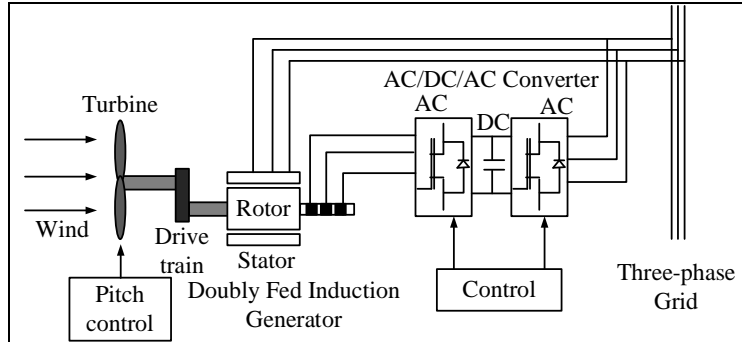 AC/DC/AC Converter
Turbine
AC
DC
AC
Rotor
Wind
Drive
train
Stator
Doubly Fed Induction
Generator
Pitch
control
Control
Three-phase
Grid